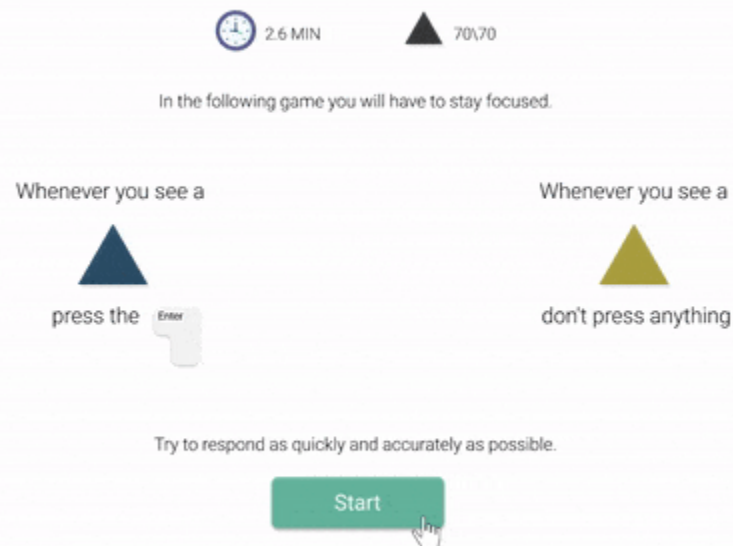 2.6 MIN 70\70
In the following game you will have to stay focused.
Whenever you see a
Whenever you see a
press the Enter
don't press anything
Try to respond as quickly and accurately as possible.
Start